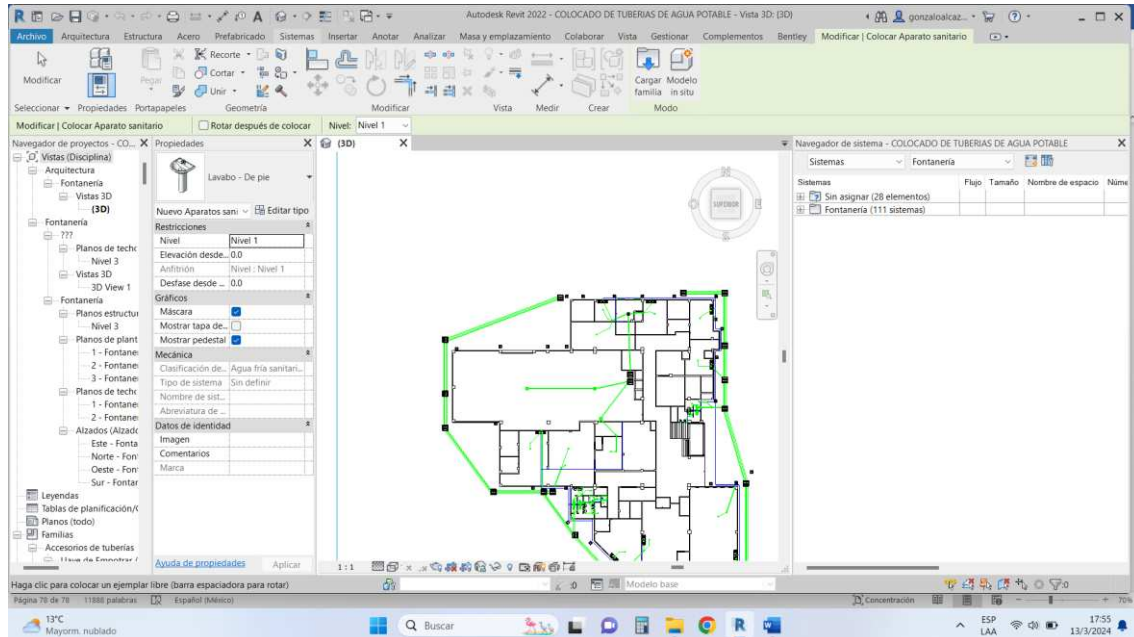 Autodesk Revit 2022 - COLOCADO DE TUBERIAS DE AGUA POTABLE - Vista 3D: {3D}
gonzaloalcaz...
Archivo Arquitectura Estructura Acero Prefabricado Sistemas Insertar Anotar Analizar Masa y emplazamiento Colaborar Vista Gestionar Complementos Bentley Modificar | Colocar Aparato sanitario
Modificar
Pegar
Recorte
Cortar
Unir
Cargar familia
Modelo in situ
Seleccionar Propiedades Portapapeles Geometría Modificar Vista Medir Crear Modo
Modificar | Colocar Aparato sanitario Rotar después de colocar Nivel: Nivel 1
Navegador de proyectos - CO... X
Vistas (Disciplina)
Arquitectura
Fontanería
Vistas 3D
(3D)
Fontanería
???
Planos de techo
Nivel 3
Vistas 3D
3D View 1
Fontanería
Planos estructur
Nivel 3
Planos de plant
1 - Fontane
2 - Fontane
3 - Fontane
Planos de techo
1 - Fontane
2 - Fontane
Alzados (Alzado
Este - Fonta
Norte - Fon
Oeste - Fon
Sur - Fontar
Leyendas
Tablas de planificación/
Planos (todo)
Familias
Accesorios de tuberías
Propiedades X
Lavabo - De pie
Nuevo Aparatos sani Editar tipo
Restricciones
Nivel Nivel 1
Elevación desde... 0.0
Anfitrión Nivel : Nivel 1
Desfase desde ... 0.0
Gráficos
Máscara
Mostrar tapa de...
Mostrar pedestal
Mecánica
Clasificación de... Agua fría sanitari...
Tipo de sistema Sin definir
Nombre de sist...
Abreviatura de ...
Datos de identidad
Imagen
Comentarios
Marca
Ayuda de propiedades Aplicar
(3D) X
SUPERIOR
1 : 1
Navegador de sistema - COLOCADO DE TUBERIAS DE AGUA POTABLE X
Sistemas Fontanería
Sistemas Flujo Tamaño Nombre de espacio Núme
Sin asignar (28 elementos)
Fontanería (111 sistemas)
Haga clic para colocar un ejemplar libre (barra espaciadora para rotar)
:0 Modelo base :0
Página 78 de 78 11888 palabras Español (México) Concentración 70%
13°C
Mayorm. nublado
Buscar
ESP
LAA
17:55
13/3/2024